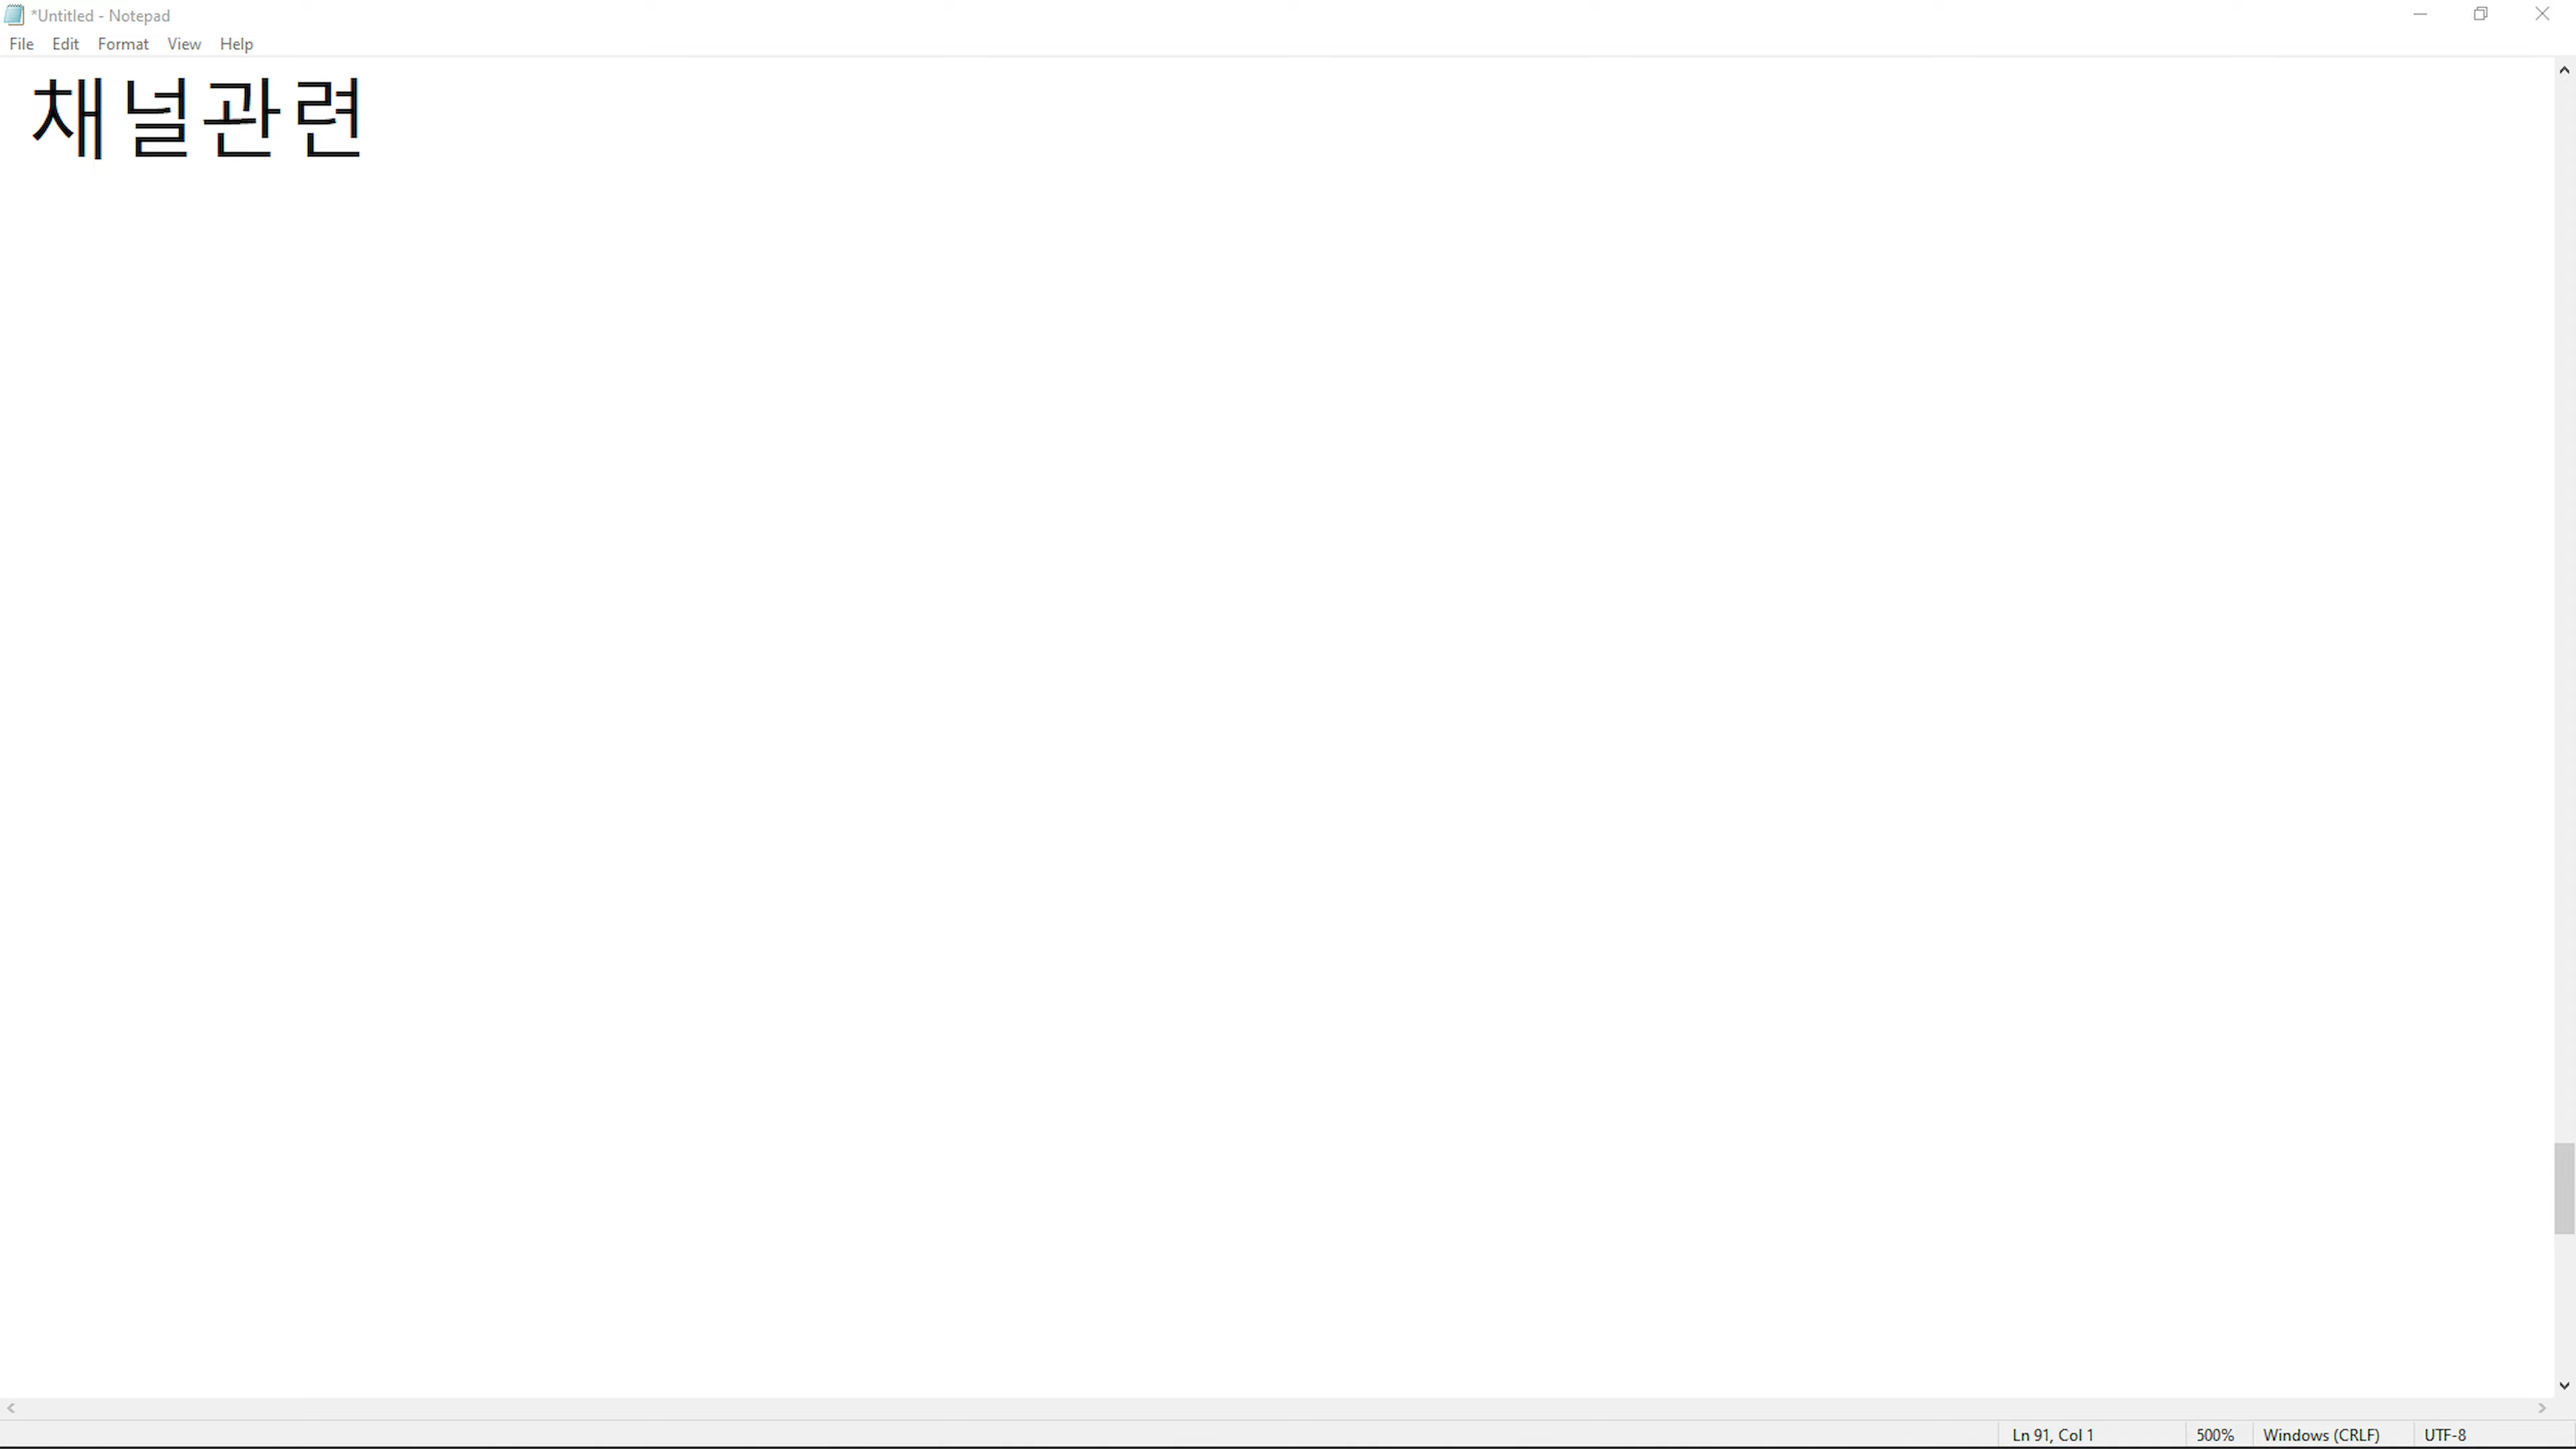 *Untitled - Notepad
File Edit Format View Help
채널관련
Ln 91, Col 1 500% Windows (CRLF) UTF-8